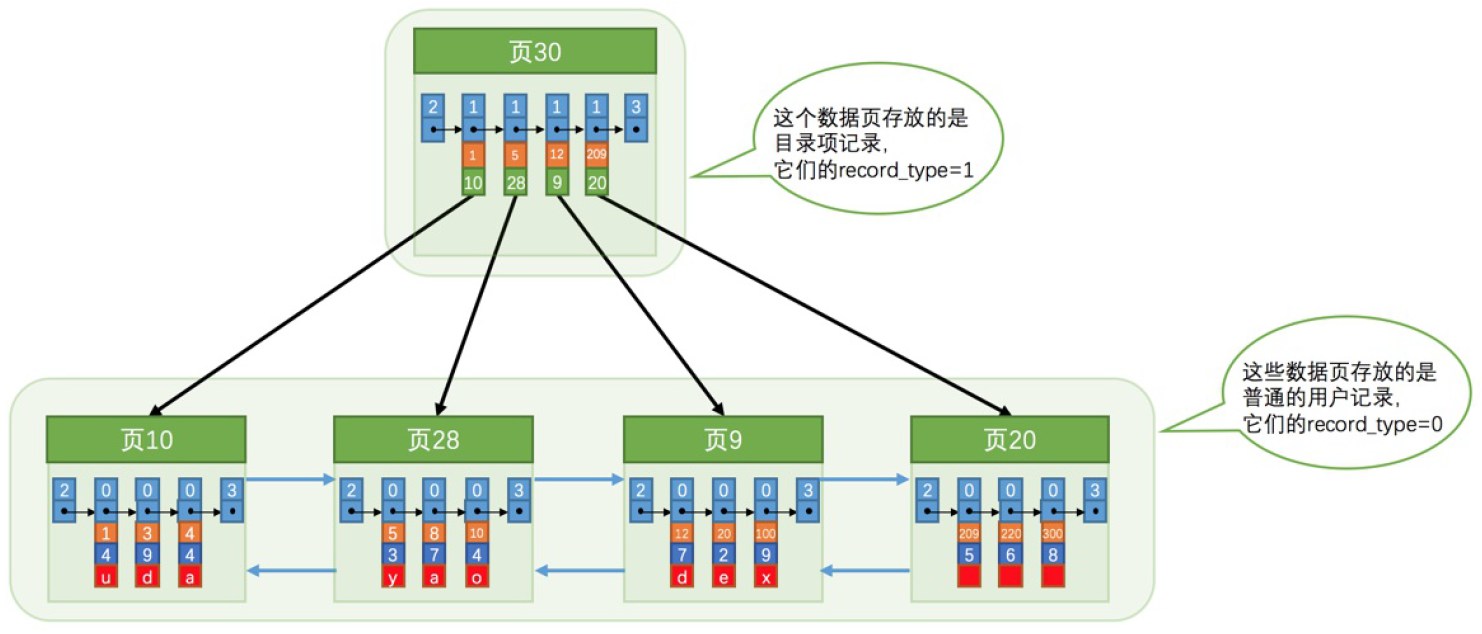 页30
2 1 1 1 1 3
1 5 12 209
10 28 9 20
这个数据页存放的是
目录项记录,
它们的record_type=1
这些数据页存放的是
普通的用户记录,
它们的record_type=0
页10
2 0 0 0 3
1 3 4
4 9 4
u d a
页28
2 0 0 0 3
5 8 10
3 7 4
y a o
页9
2 0 0 0 3
12 20 100
7 2 9
d e x
页20
2 0 0 0 3
209 220 300
5 6 8